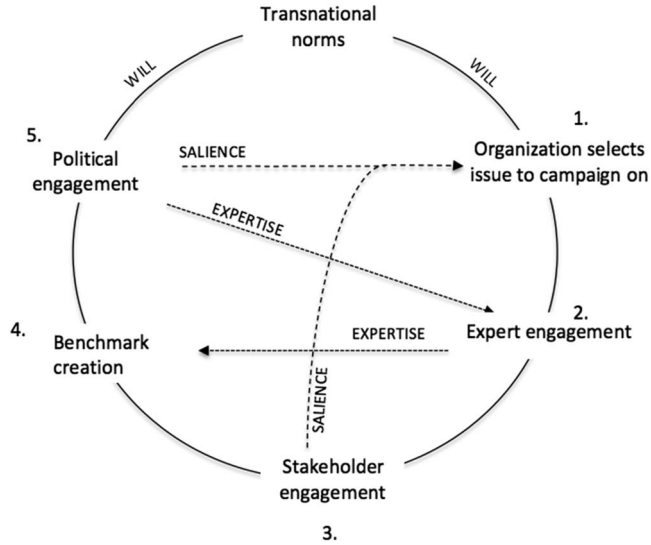 Transnational
norms
WILL
WILL
1.
Organization selects
issue to campaign on
5.
Political
engagement
SALIENCE
EXPERTISE
2.
Expert engagement
4.
Benchmark
creation
EXPERTISE
SALIENCE
Stakeholder
engagement
3.